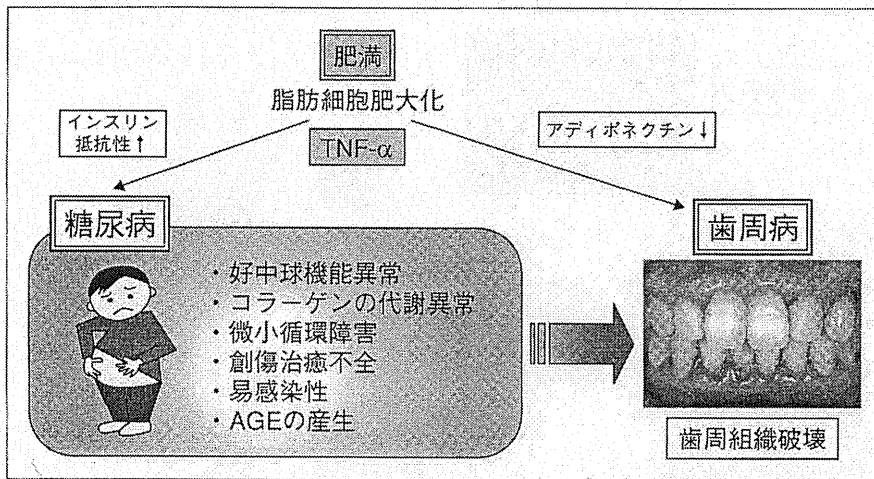 肥満
脂肪細胞肥大化
TNF-α
インスリン
抵抗性↑
アディポネクチン↓
糖尿病
・好中球機能異常
・コラーゲンの代謝異常
・微小循環障害
・創傷治癒不全
・易感染性
・AGEの産生
歯周病
歯周組織破壊